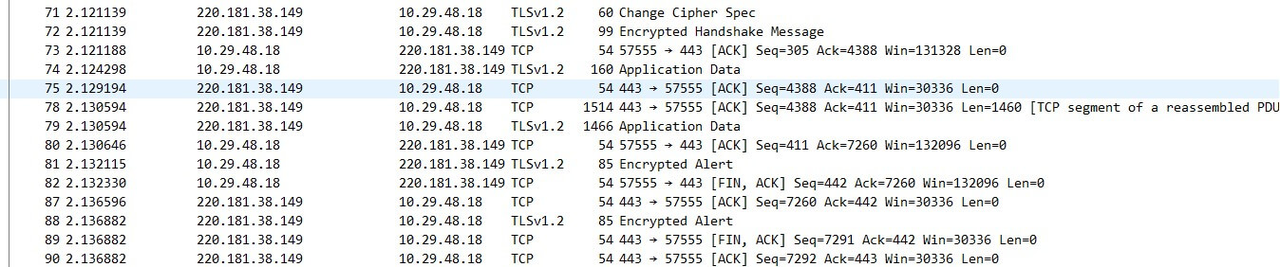 71 2.121139 220.181.38.149 10.29.48.18 TLSv1.2 60 Change Cipher Spec
72 2.121139 220.181.38.149 10.29.48.18 TLSv1.2 99 Encrypted Handshake Message
73 2.121188 10.29.48.18 220.181.38.149 TCP 54 57555 → 443 [ACK] Seq=305 Ack=4388 Win=131328 Len=0
74 2.124298 10.29.48.18 220.181.38.149 TLSv1.2 160 Application Data
75 2.129194 220.181.38.149 10.29.48.18 TCP 54 443 → 57555 [ACK] Seq=4388 Ack=411 Win=30336 Len=0
78 2.130594 220.181.38.149 10.29.48.18 TCP 1514 443 → 57555 [ACK] Seq=4388 Ack=411 Win=30336 Len=1460 [TCP segment of a reassembled PDU
79 2.130594 220.181.38.149 10.29.48.18 TLSv1.2 1466 Application Data
80 2.130646 10.29.48.18 220.181.38.149 TCP 54 57555 → 443 [ACK] Seq=411 Ack=7260 Win=132096 Len=0
81 2.132115 10.29.48.18 220.181.38.149 TLSv1.2 85 Encrypted Alert
82 2.132330 10.29.48.18 220.181.38.149 TCP 54 57555 → 443 [FIN, ACK] Seq=442 Ack=7260 Win=132096 Len=0
87 2.136596 220.181.38.149 10.29.48.18 TCP 54 443 → 57555 [ACK] Seq=7260 Ack=442 Win=30336 Len=0
88 2.136882 220.181.38.149 10.29.48.18 TLSv1.2 85 Encrypted Alert
89 2.136882 220.181.38.149 10.29.48.18 TCP 54 443 → 57555 [FIN, ACK] Seq=7291 Ack=442 Win=30336 Len=0
90 2.136882 220.181.38.149 10.29.48.18 TCP 54 443 → 57555 [ACK] Seq=7292 Ack=443 Win=30336 Len=0